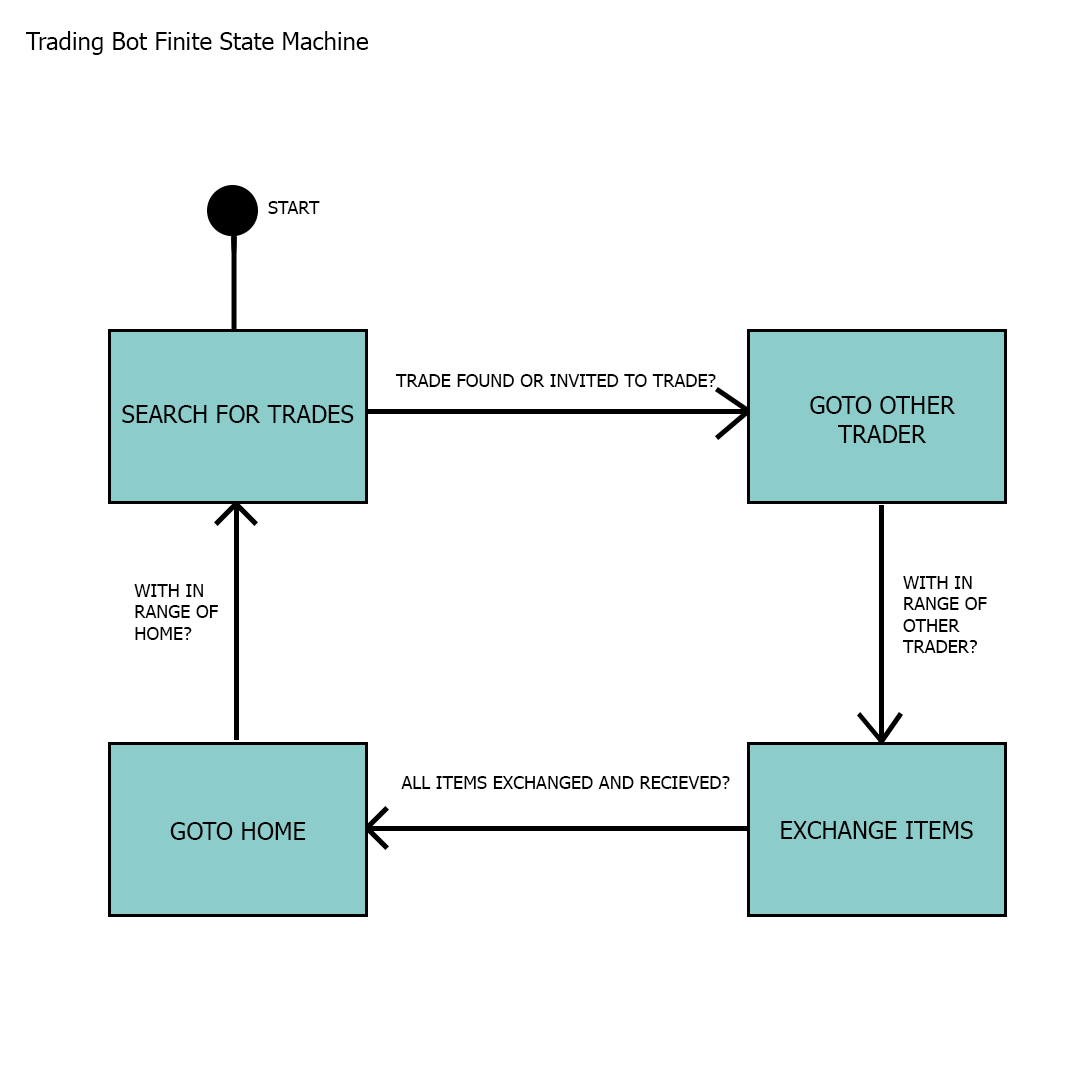 Trading Bot Finite State Machine
START
TRADE FOUND OR INVITED TO TRADE?
SEARCH FOR TRADES
GOTO OTHER
TRADER
WITH IN
RANGE OF
HOME?
WITH IN
RANGE OF
OTHER
TRADER?
ALL ITEMS EXCHANGED AND RECIEVED?
GOTO HOME
EXCHANGE ITEMS